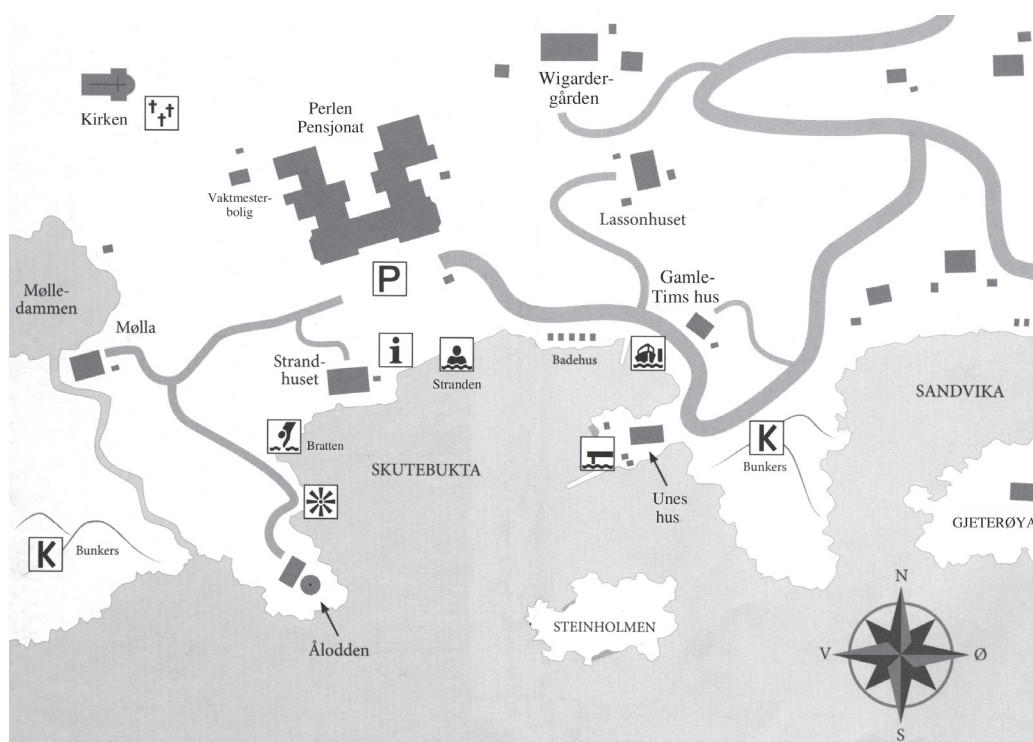 Kirken
Perlen
Pensjonat
Vaktmester-
bolig
Wigarder-
gården
Lassonhuset
Mølle-
dammen
Mølla
P
Gamle-
Tims hus
Strand-
huset
i
Stranden
Badehus
SANDVIKA
Bratten
SKUTEBUKTA
K
Bunkers
Unes
hus
GJETERØYA
K
Bunkers
STEINHOLMEN
Ålodden
N
V
Ø
S